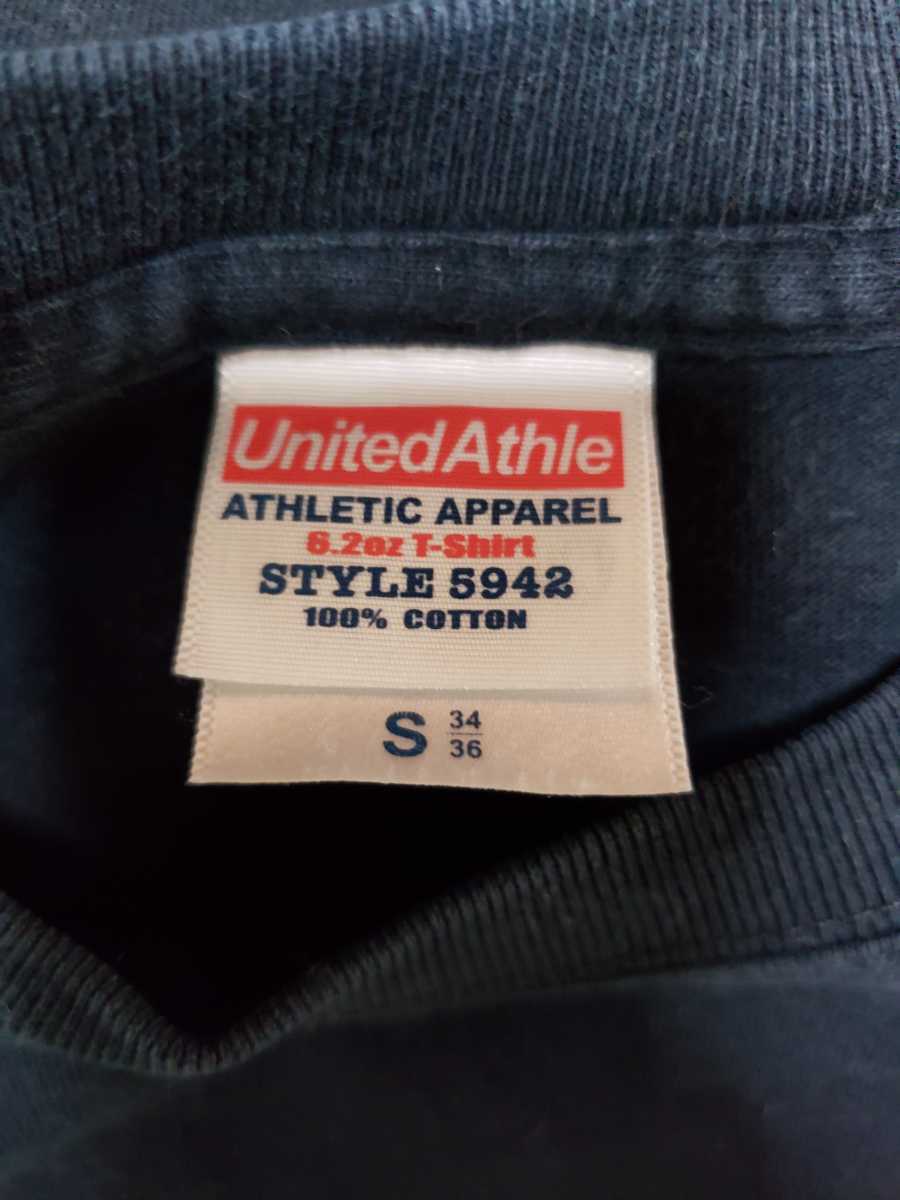 UnitedAthle
ATHLETIC APPAREL
6.2oz T-Shirt
STYLE 5942
100% COTTON
S 34
36